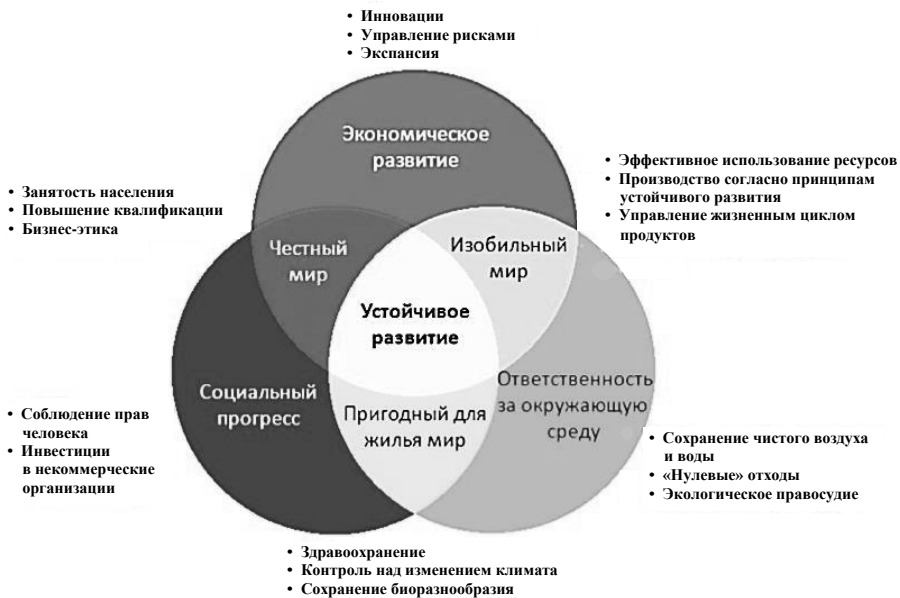 • Инновации
• Управление рисками
• Экспансия
Экономическое
развитие
• Эффективное использование ресурсов
• Производство согласно принципам
устойчивого развития
• Управление жизненным циклом
продуктов
• Занятость населения
• Повышение квалификации
• Бизнес-этика
Честный
мир
Изобильный
мир
Устойчивое
развитие
Социальный
прогресс
Пригодный для
жилья мир
Ответственность
за окружающую
среду
• Соблюдение прав
человека
• Инвестиции
в некоммерческие
организации
• Сохранение чистого воздуха
и воды
• «Нулевые» отходы
• Экологическое правосудие
• Здравоохранение
• Контроль над изменением климата
• Сохранение биоразнообразия